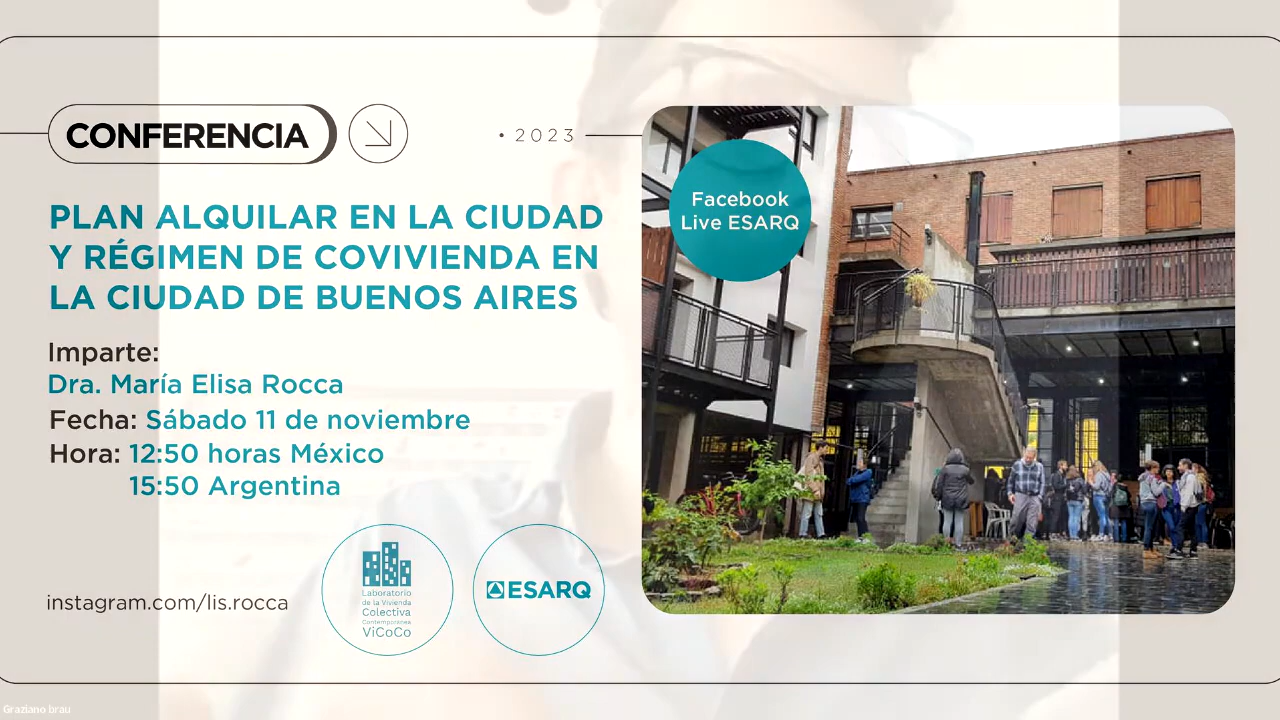 CONFERENCIA
• 2023
Facebook
Live ESARQ
PLAN ALQUILAR EN LA CIUDAD
Y RÉGIMEN DE COVIVIENDA EN
LA CIUDAD DE BUENOS AIRES
Imparte:
Dra. María Elisa Rocca
Fecha: Sábado 11 de noviembre
Hora: 12:50 horas México
15:50 Argentina
instagram.com/lis.rocca
Laboratorio
de la Vivienda
Colectiva
Contemporánea
ViCoCo
ESARQ
Graziano brau